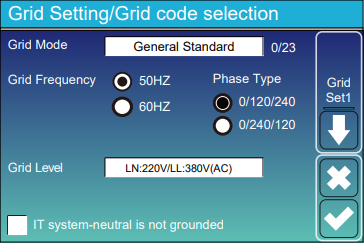 Grid Setting/Grid code selection
Grid Mode General Standard 0/23
Grid Frequency 50HZ Phase Type
60HZ 0/120/240
0/240/120
Grid Level LN:220V/LL:380V(AC)
IT system-neutral is not grounded
Grid
Set1